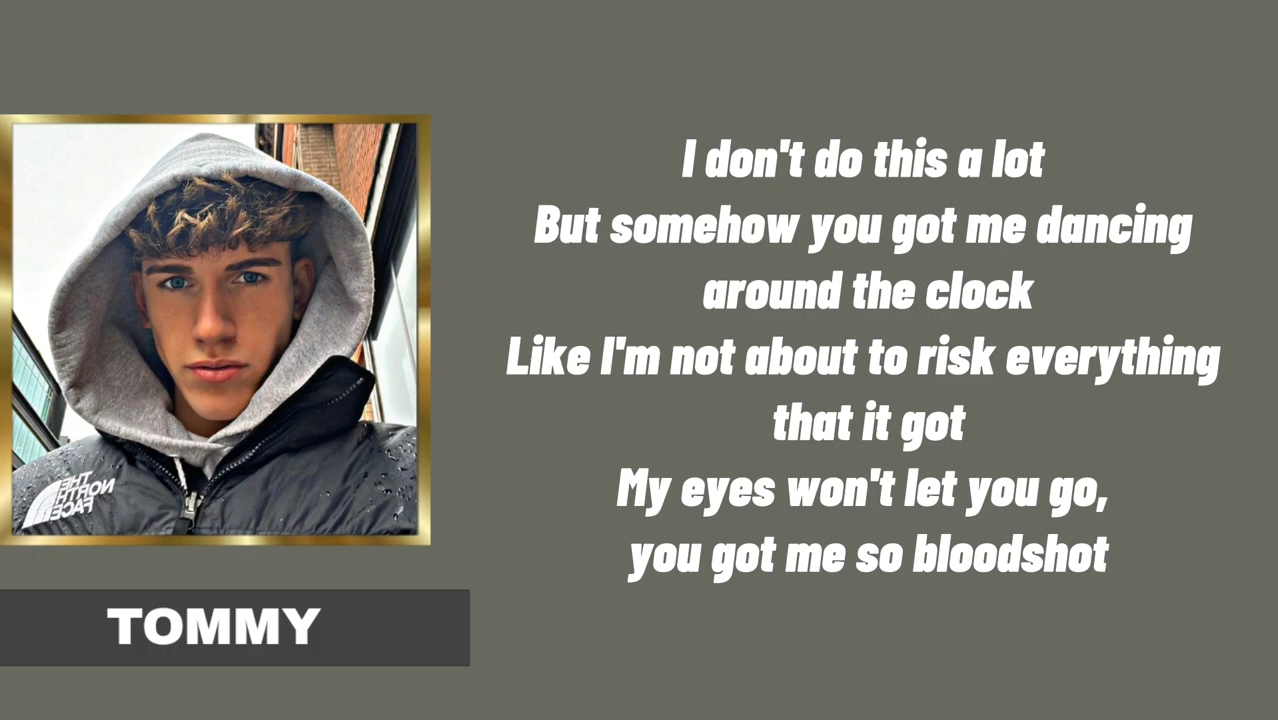 I don't do this a lot
But somehow you got me dancing
around the clock
Like I'm not about to risk everything
that it got
My eyes won't let you go,
you got me so bloodshot
THE
NORTH
FACE
TOMMY